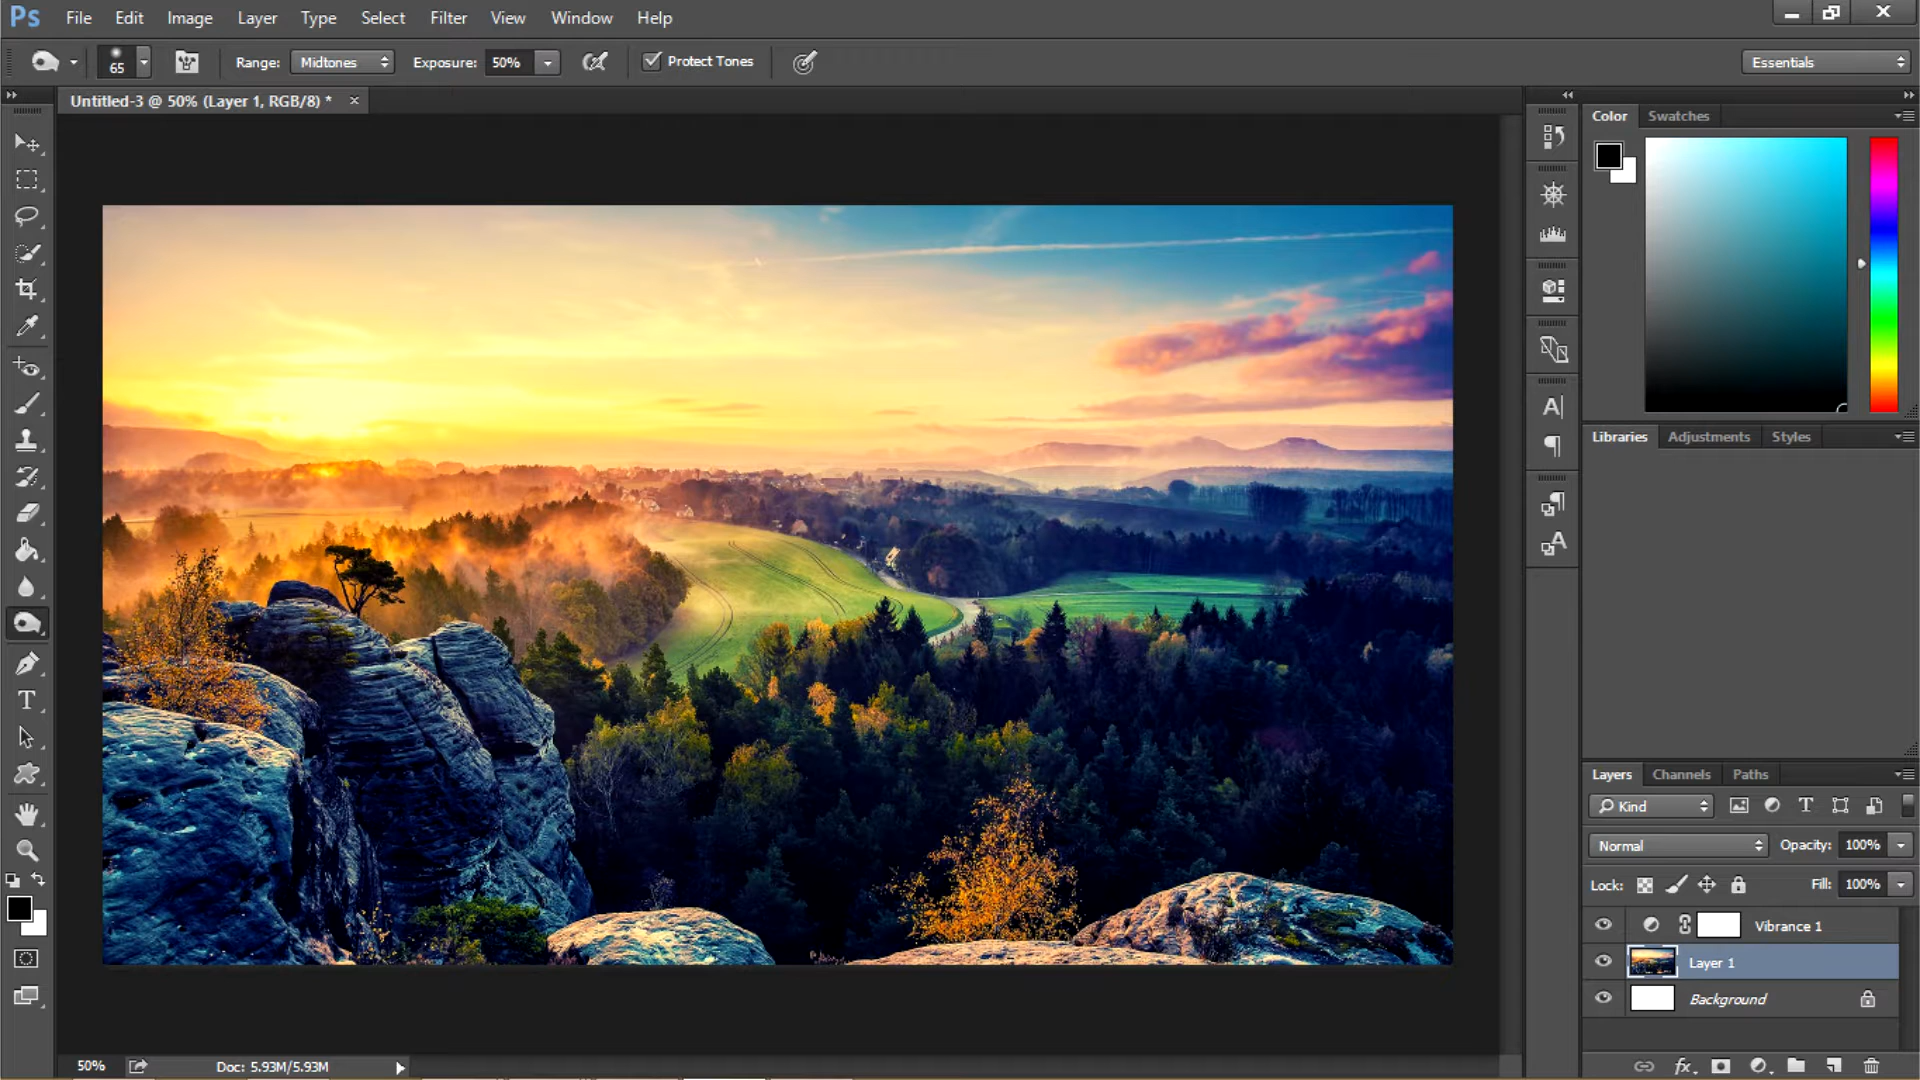 Ps File Edit Image Layer Type Select Filter View Window Help
65 Range: Midtones Exposure: 50% Protect Tones Essentials
Untitled-3 @ 50% (Layer 1, RGB/8) *
Color Swatches
Libraries Adjustments Styles
Layers Channels Paths
Kind
Normal Opacity: 100%
Lock: Fill: 100%
Vibrance 1
Layer 1
Background
50% Doc: 5.93M/5.93M